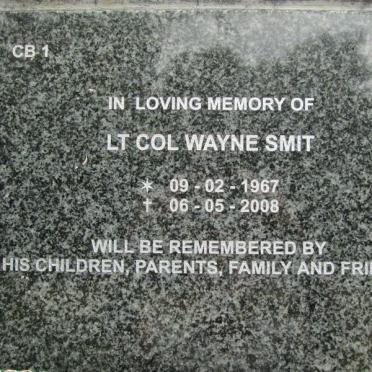 CB 1
IN LOVING MEMORY OF
LT COL WAYNE SMIT
✶ 09 - 02 - 1967
† 06 - 05 - 2008
WILL BE REMEMBERED BY
HIS CHILDREN, PARENTS, FAMILY AND